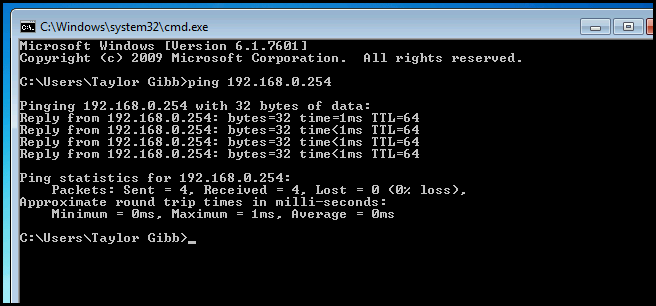 C:\Windows\system32\cmd.exe
Microsoft Windows [Version 6.1.7601]
Copyright (c) 2009 Microsoft Corporation.  All rights reserved.
C:\Users\Taylor Gibb>ping 192.168.0.254
Pinging 192.168.0.254 with 32 bytes of data:
Reply from 192.168.0.254: bytes=32 time=1ms TTL=64
Reply from 192.168.0.254: bytes=32 time<1ms TTL=64
Reply from 192.168.0.254: bytes=32 time<1ms TTL=64
Reply from 192.168.0.254: bytes=32 time<1ms TTL=64
Ping statistics for 192.168.0.254:
    Packets: Sent = 4, Received = 4, Lost = 0 (0% loss),
Approximate round trip times in milli-seconds:
    Minimum = 0ms, Maximum = 1ms, Average = 0ms
C:\Users\Taylor Gibb>_